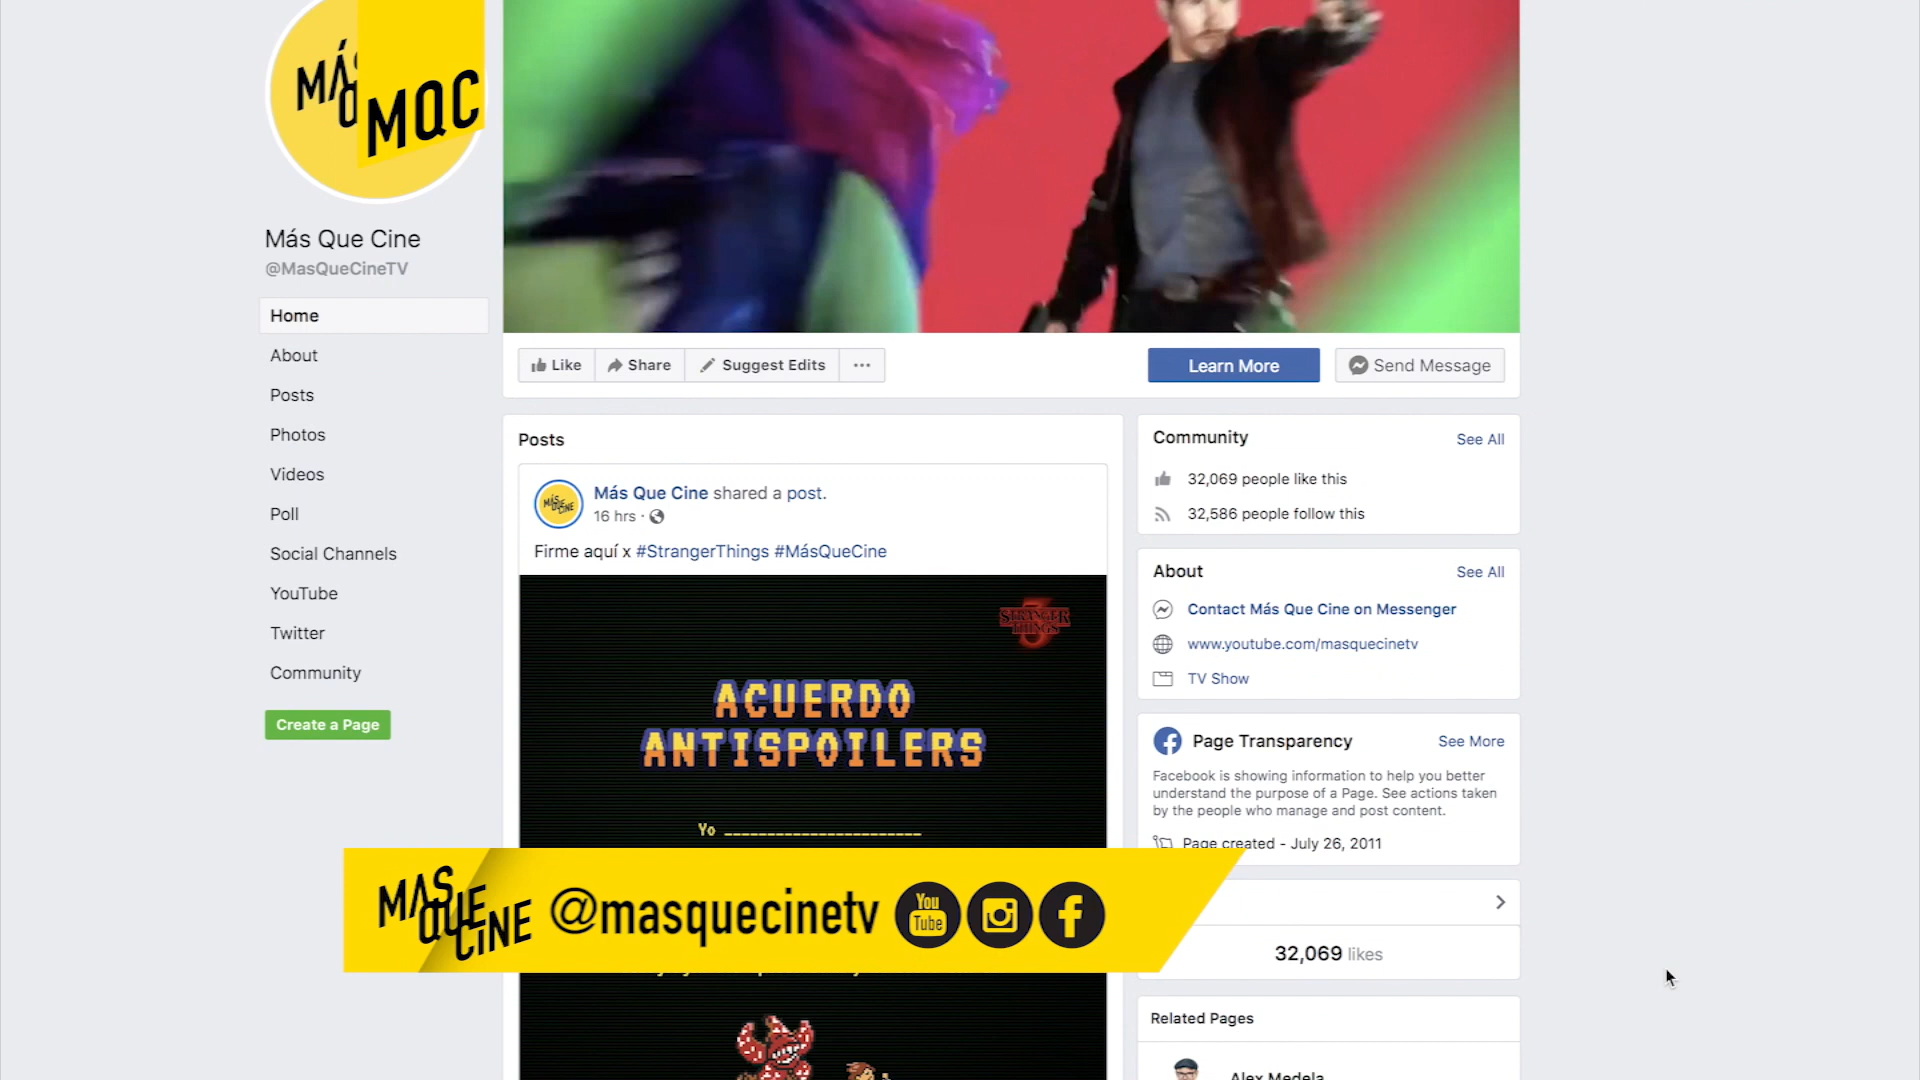 MÁS
MQC
Más Que Cine
@MasQueCineTV
Home
About
Posts
Photos
Videos
Poll
Social Channels
YouTube
Twitter
Community
Create a Page
Like
Share
Suggest Edits
Learn More
Send Message
Posts
MÁS QUE CINE
Más Que Cine shared a post.
16 hrs ·
Firme aquí x #StrangerThings #MásQueCine
STRANGER
THINGS
3
ACUERDO
ANTISPOILERS
Yo ______________________
Community
See All
32,069 people like this
32,586 people follow this
About
See All
Contact Más Que Cine on Messenger
www.youtube.com/masquecinetv
TV Show
Page Transparency
See More
Facebook is showing information to help you better
understand the purpose of a Page. See actions taken
by the people who manage and post content.
Page created - July 26, 2011
MAS
QUE
CINE
@masquecinetv
You
Tube
32,069 likes
Related Pages
Alex Medela